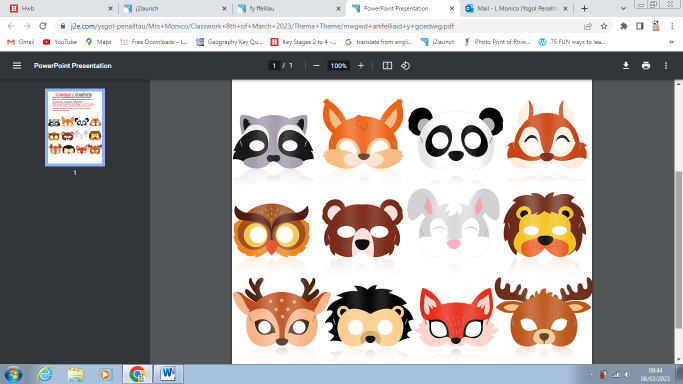 Hwb
j2launch
fy ffeiliau
PowerPoint Presentation
Mail - L Monico (Ysgol Penallta
j2e.com/ysgol-penalltau/Mrs+Monico/Classwork+8th+of+March+2023/Thema+Theme/mwgwd+anifeiliaid+y+goedwig.pdf
Gmail
YouTube
Maps
Free Downloads – L...
Geography Key Qu...
Key Stages 2 to 4 -...
translate from engli...
j2launch
Photo Print of Rhiw...
75 FUN ways to lea...
PowerPoint Presentation
1 / 1
100%
Creadigol / Creativity
1
09:44
08/03/2023